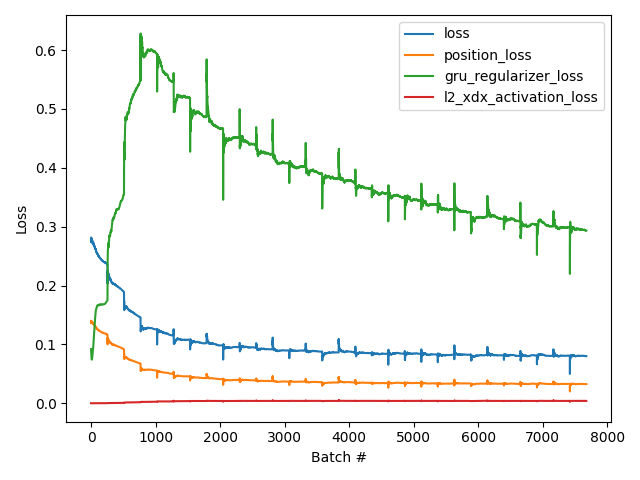 loss
position_loss
gru_regularizer_loss
l2_xdx_activation_loss
0.6
0.5
0.4
0.3
0.2
0.1
0.0
Loss
0 1000 2000 3000 4000 5000 6000 7000 8000
Batch #